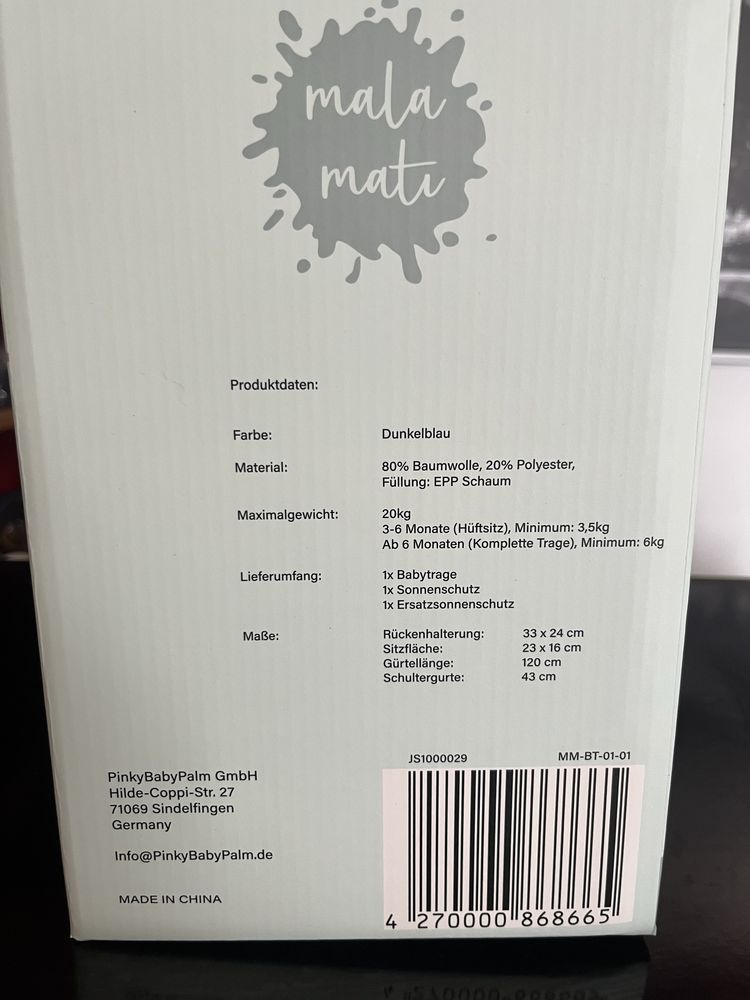 mala
mati
Produktdaten:
Farbe: Dunkelblau
Material: 80% Baumwolle, 20% Polyester,
Füllung: EPP Schaum
Maximalgewicht: 20kg
3-6 Monate (Hüftsitz), Minimum: 3,5kg
Ab 6 Monaten (Komplette Trage), Minimum: 6kg
Lieferumfang: 1x Babytrage
1x Sonnenschutz
1x Ersatzsonnenschutz
Maße: Rückenhalterung: 33 x 24 cm
Sitzfläche: 23 x 16 cm
Gürtellänge: 120 cm
Schultergurte: 43 cm
PinkyBabyPalm GmbH
Hilde-Coppi-Str. 27
71069 Sindelfingen
Germany
Info@PinkyBabyPalm.de
MADE IN CHINA
JS1000029 MM-BT-01-01
4 270000 868665